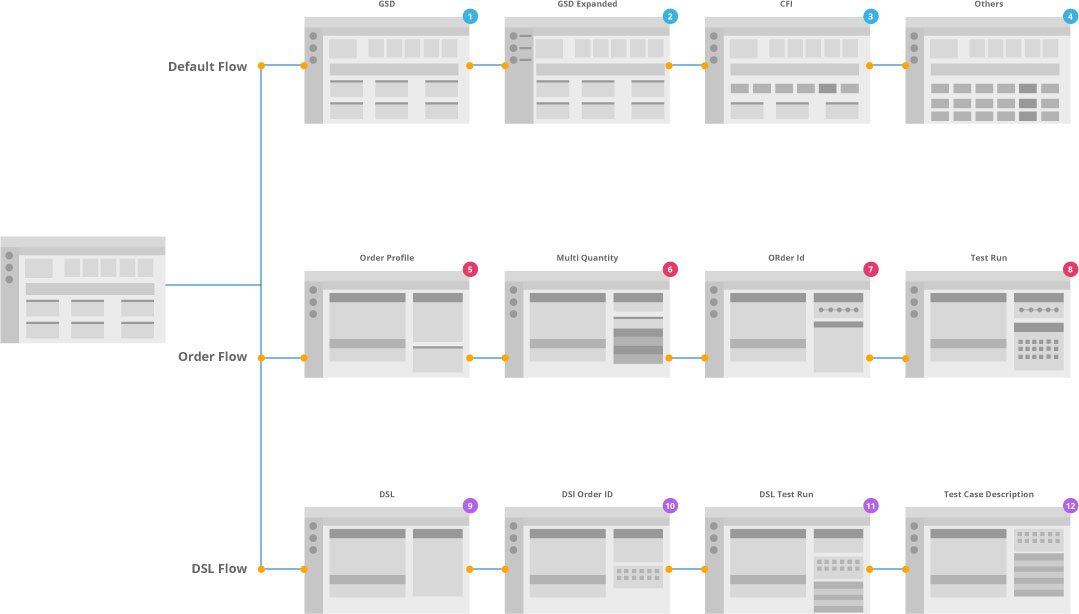 GSD
GSD Expanded
CFI
Others
1
2
3
4
Default Flow
Order Profile
Multi Quantity
ORder Id
Test Run
5
6
7
8
Order Flow
DSL
DSI Order ID
DSL Test Run
Test Case Description
9
10
11
12
DSL Flow